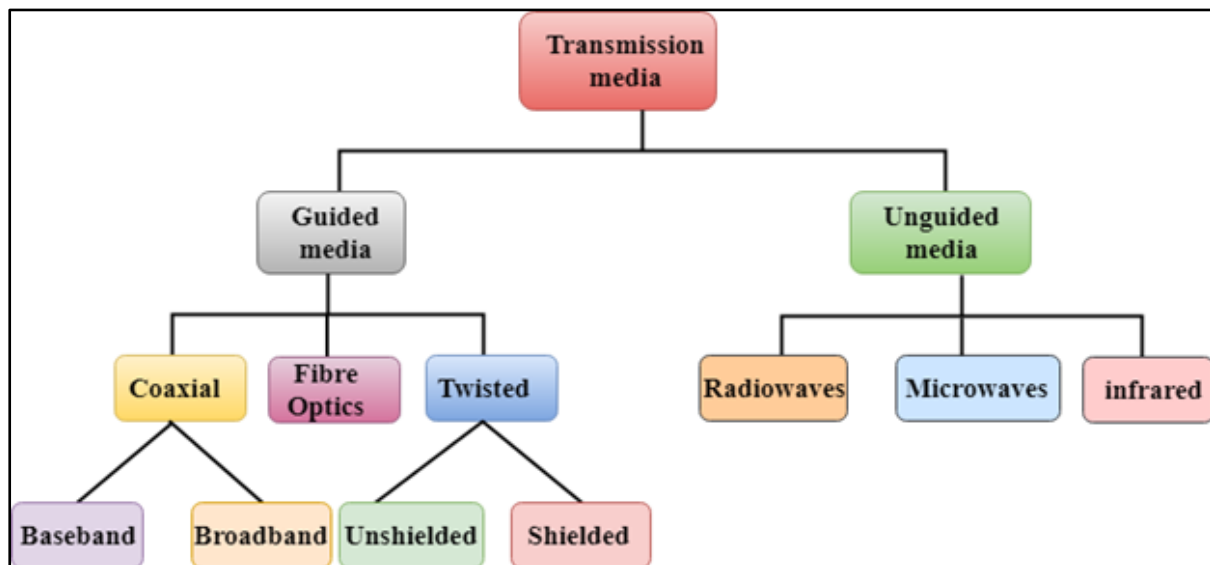 Transmission
media
Guided
media
Unguided
media
Coaxial
Fibre
Optics
Twisted
Radiowaves
Microwaves
infrared
Baseband
Broadband
Unshielded
Shielded